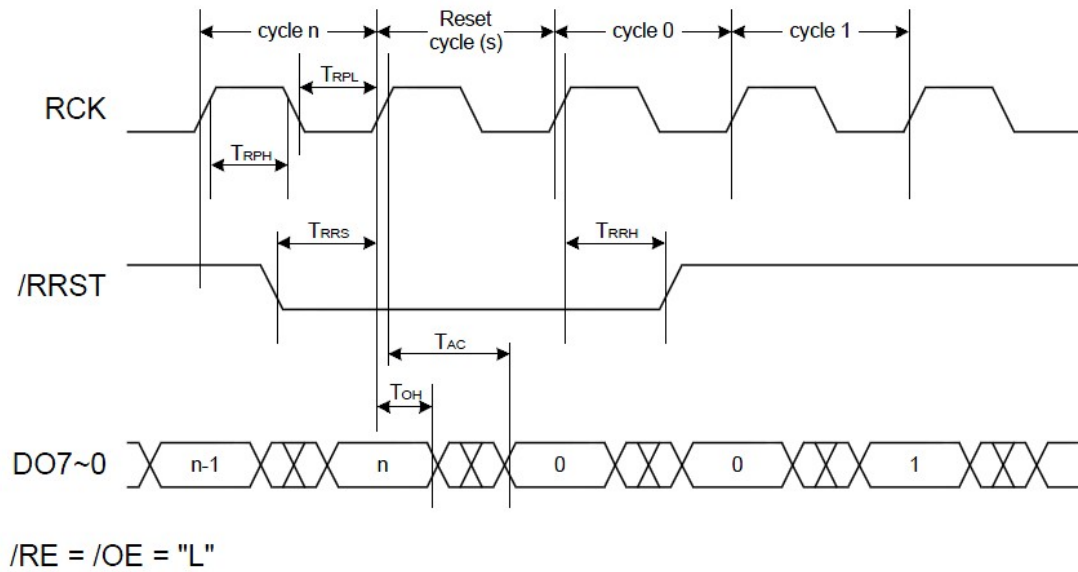 cycle n
Reset
cycle (s)
cycle 0
cycle 1
TRPL
RCK
TRPH
TRRS
TRRH
/RRST
TAC
TOH
DO7~0
n-1
n
0
0
1
/RE = /OE = "L"